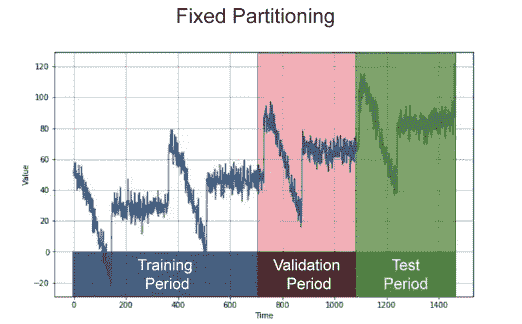 Fixed Partitioning
120
100
80
60
40
20
0
−20
Value
Training
Period
Validation
Period
Test
Period
0 200 400 600 800 1000 1200 1400
Time